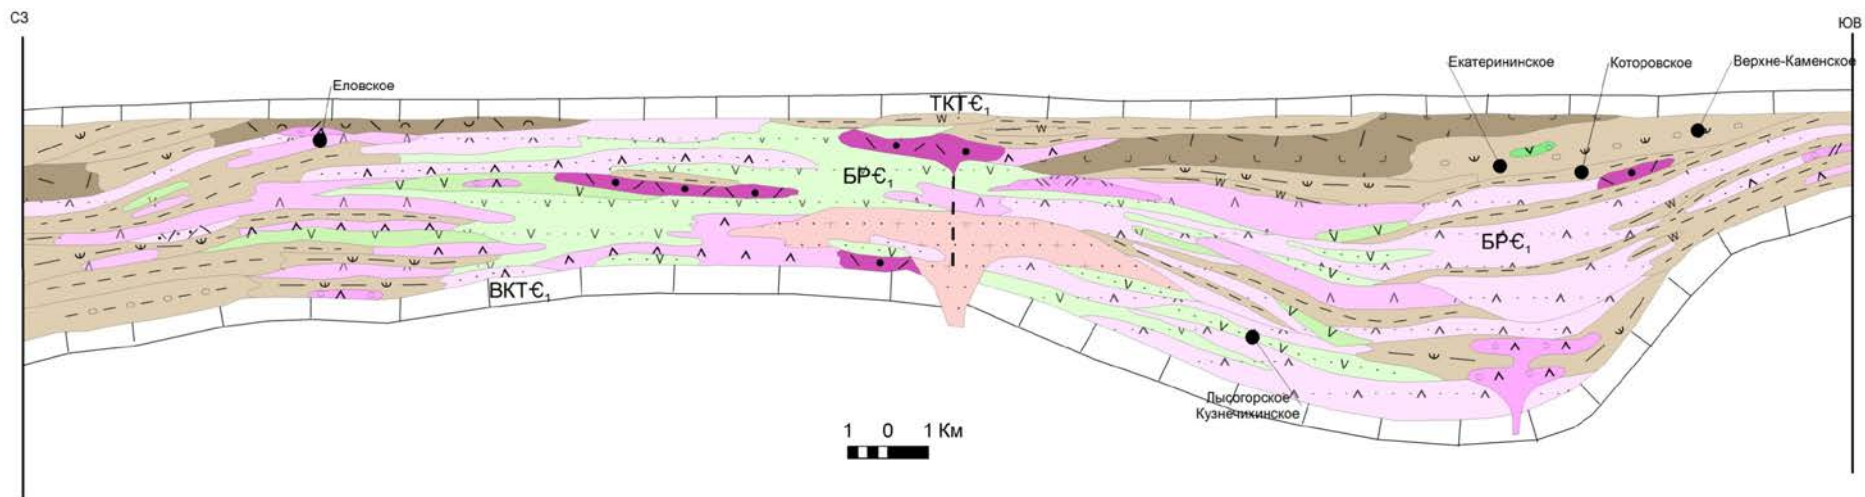 СЗ
ЮВ
Еловское
Екатерининское
Которовское
Верхне-Каменское
ТКТЄ₁
БРЄ₁
БРЄ₁
ВКТЄ₁
Лысогорское
Кузнечихинское
1 0 1 Км